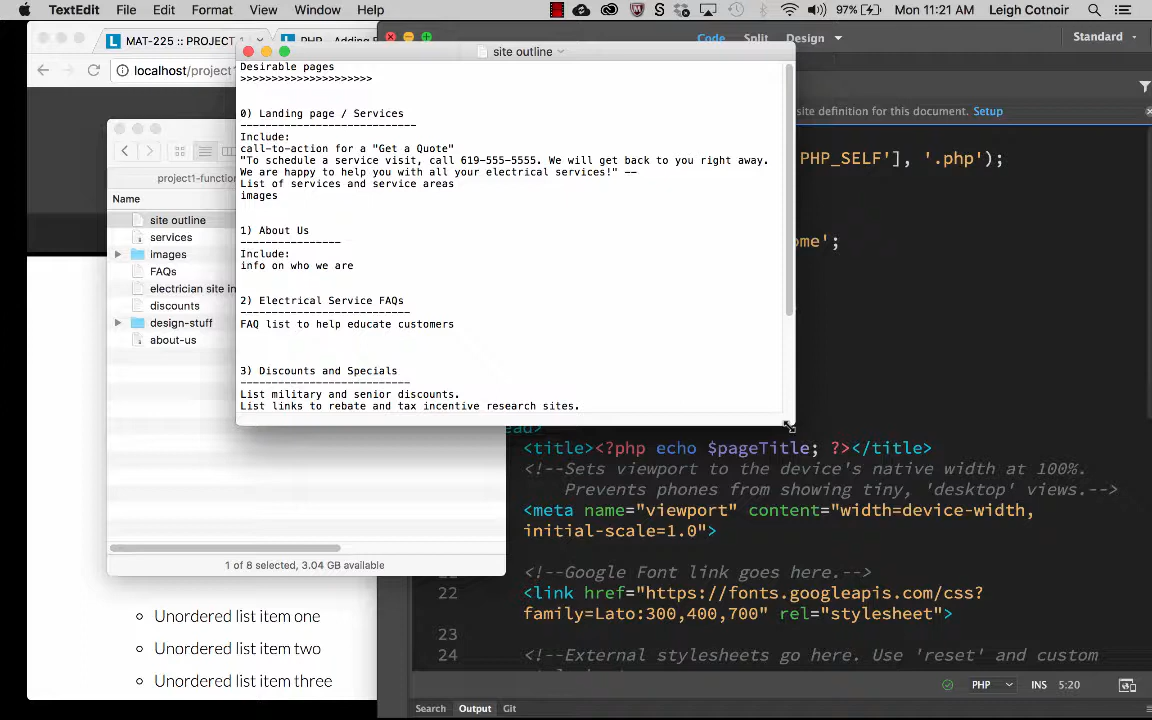 TextEdit File Edit Format View Window Help
97% Mon 11:21 AM Leigh Cotnoir
MAT-225 :: PROJECT 1
PHP - Adding
Code Split Design
Standard
localhost/project1
site outline
Desirable pages
>>>>>>>>>>>>>>>>>>>>>
0) Landing page / Services
----------------------------
Include:
call-to-action for a "Get a Quote"
"To schedule a service visit, call 619-555-5555. We will get back to you right away.
We are happy to help you with all your electrical services!" --
List of services and service areas
images
1) About Us
----------------
Include:
info on who we are
2) Electrical Service FAQs
---------------------------
FAQ list to help educate customers
3) Discounts and Specials
---------------------------
List military and senior discounts.
List links to rebate and tax incentive research sites.
project1-function
Name
site outline
services
images
FAQs
electrician site in
discounts
design-stuff
about-us
1 of 8 selected, 3.04 GB available
Unordered list item one
Unordered list item two
Unordered list item three
site definition for this document. Setup
PHP_SELF'], '.php');
ome';
ead>
<title><?php echo $pageTitle; ?></title>
<!--Sets viewport to the device's native width at 100%.
Prevents phones from showing tiny, 'desktop' views.-->
<meta name="viewport" content="width=device-width,
initial-scale=1.0">
<!--Google Font link goes here.-->
22 <link href="https://fonts.googleapis.com/css?
family=Lato:300,400,700" rel="stylesheet">
23
24 <!--External stylesheets go here. Use 'reset' and custom
PHP INS 5:20
Search Output Git